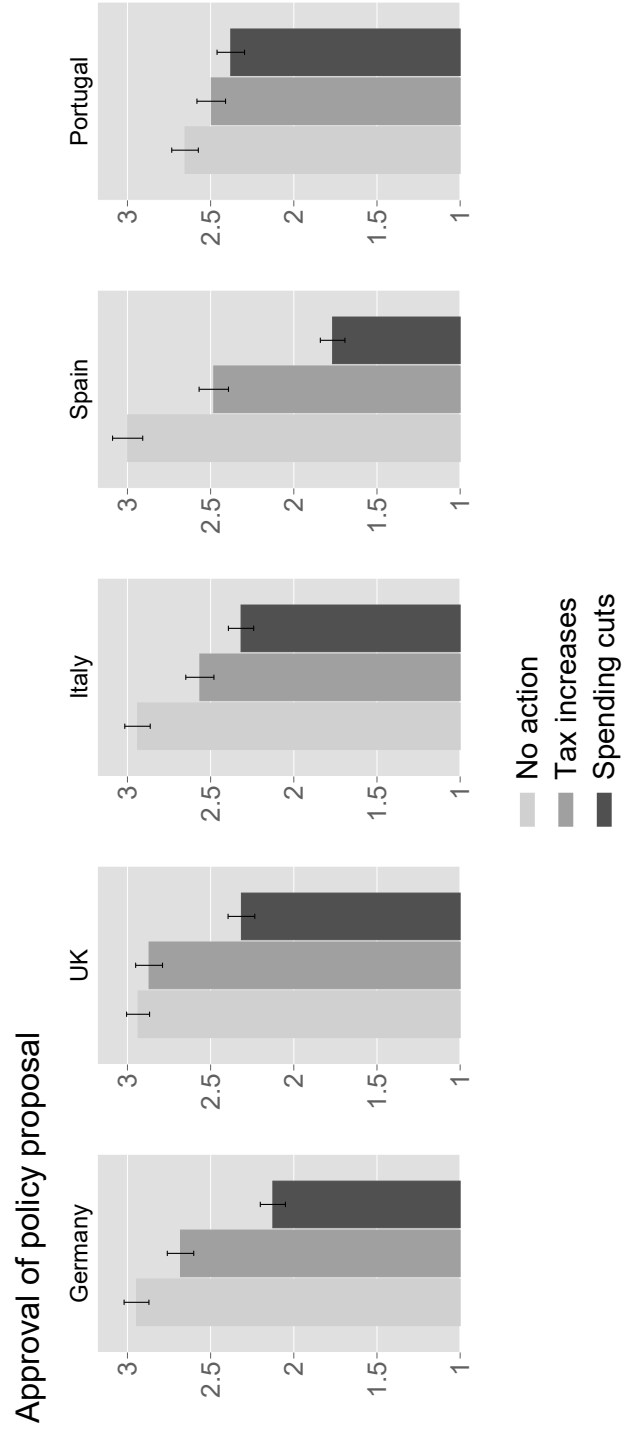 Approval of policy proposal
Germany
3
2.5
2
1.5
1
UK
3
2.5
2
1.5
1
Italy
3
2.5
2
1.5
1
Spain
3
2.5
2
1.5
1
Portugal
3
2.5
2
1.5
1
No action
Tax increases
Spending cuts